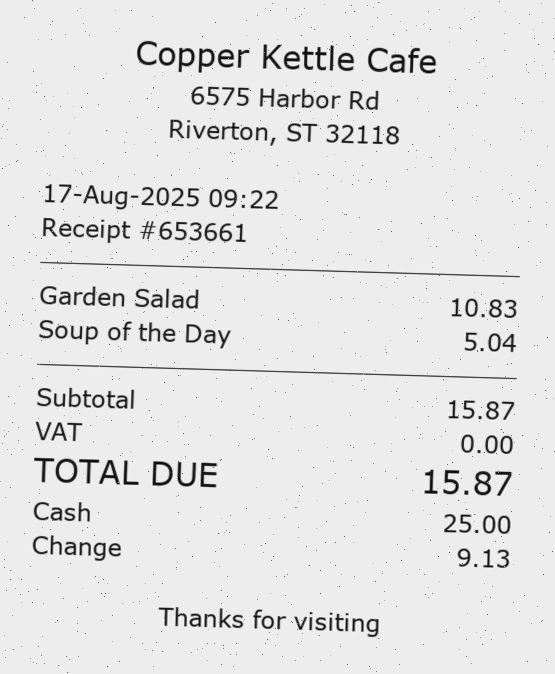 Copper Kettle Cafe
6575 Harbor Rd
Riverton, ST 32118
17-Aug-2025 09:22
Receipt #653661
Garden Salad 10.83
Soup of the Day 5.04
Subtotal 15.87
VAT 0.00
TOTAL DUE 15.87
Cash 25.00
Change 9.13
Thanks for visiting